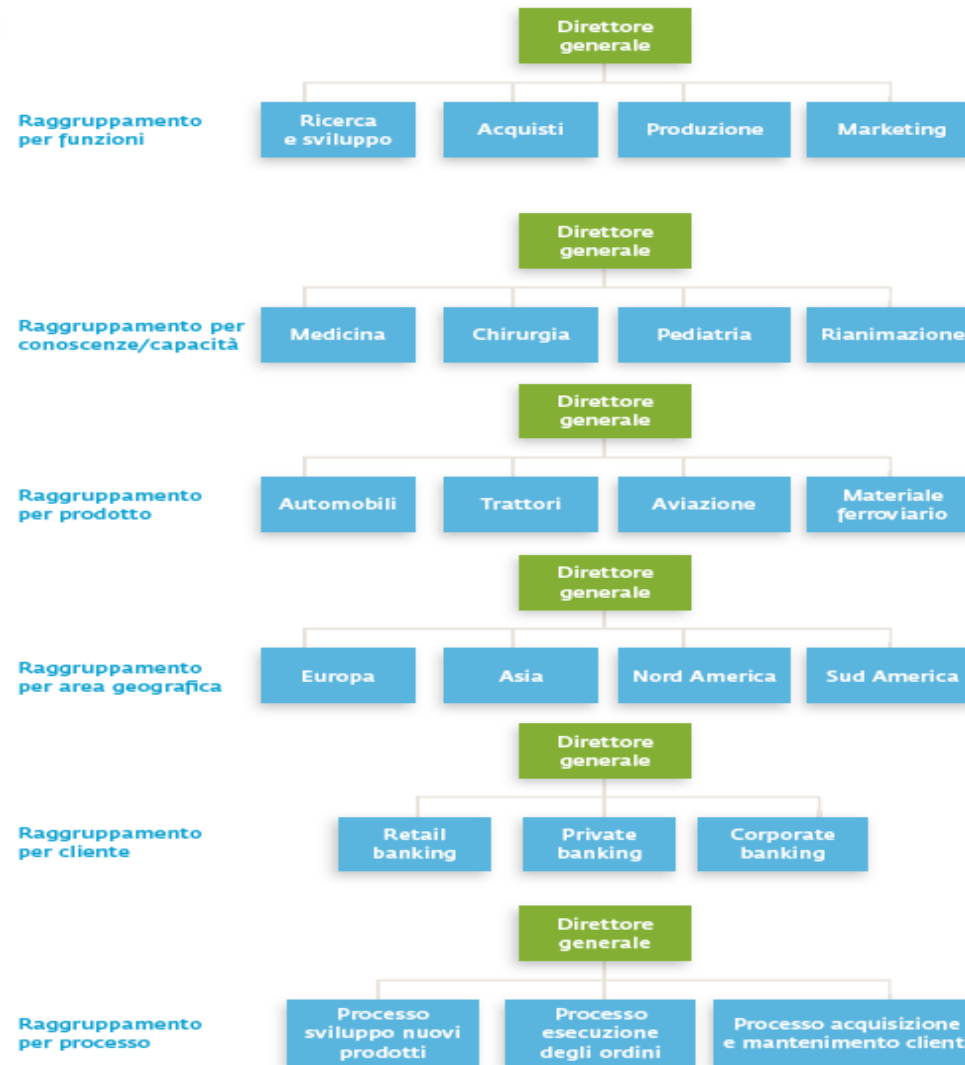 Direttore
generale
Raggruppamento
per funzioni
Ricerca
e sviluppo
Acquisti
Produzione
Marketing
Direttore
generale
Raggruppamento per
conoscenze/capacità
Medicina
Chirurgia
Pediatria
Rianimazione
Direttore
generale
Raggruppamento
per prodotto
Automobili
Trattori
Aviazione
Materiale
ferroviario
Direttore
generale
Raggruppamento
per area geografica
Europa
Asia
Nord America
Sud America
Direttore
generale
Raggruppamento
per cliente
Retail
banking
Private
banking
Corporate
banking
Direttore
generale
Raggruppamento
per processo
Processo
sviluppo nuovi
prodotti
Processo
esecuzione
degli ordini
Processo acquisizione
e mantenimento client